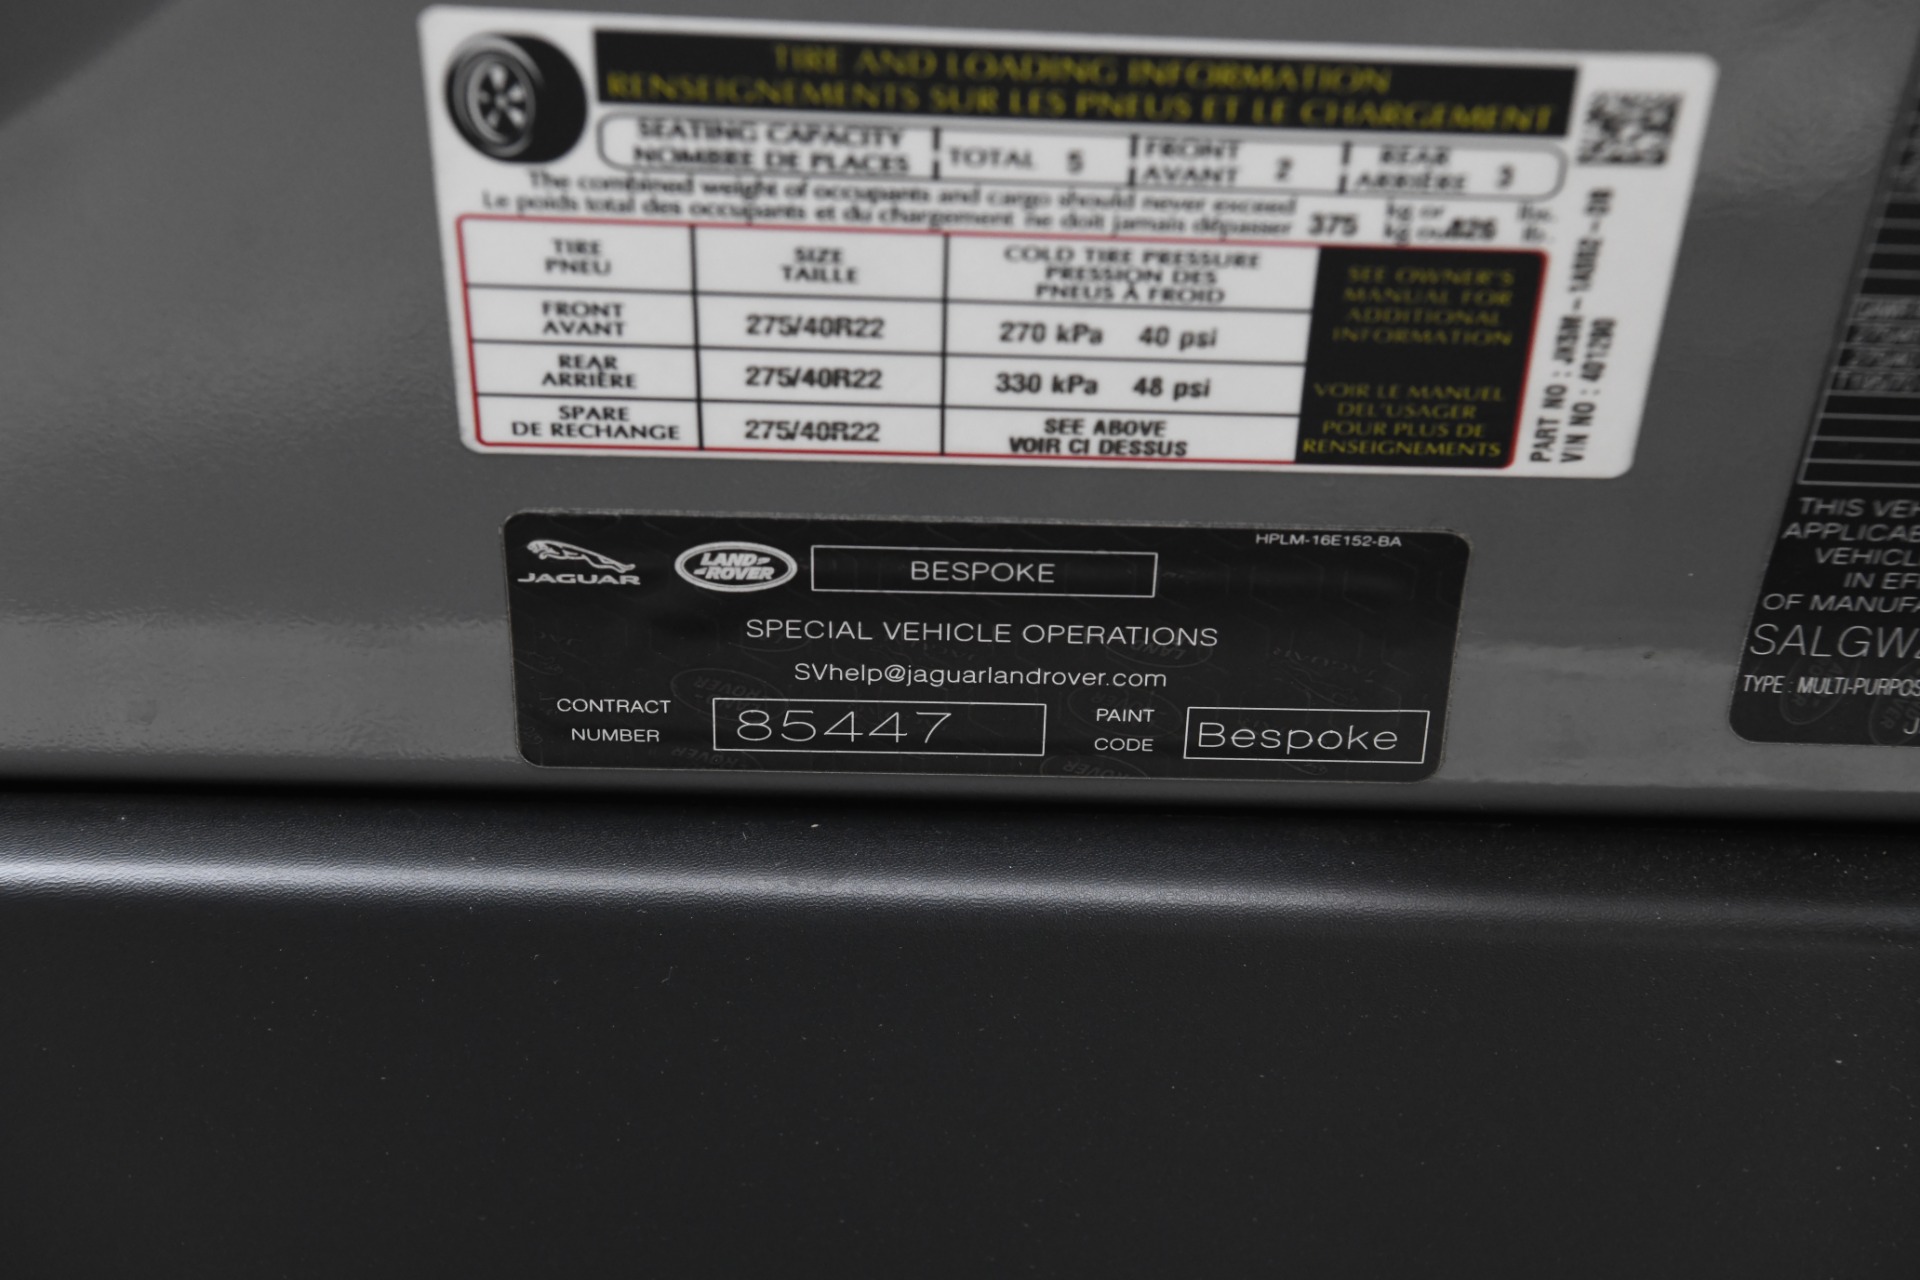 TIRE AND LOADING INFORMATION
RENSEIGNEMENTS SUR LES PNEUS ET LE CHARGEMENT
SEATING CAPACITY
NOMBRE DE PLACES
TOTAL 5
FRONT
AVANT 2
REAR
ARRIÈRE 3
The combined weight of occupants and cargo should never exceed
Le poids total des occupants et du chargement ne doit jamais dépasser
375 kg or 826 lbs.
kg ou lb.
TIRE
PNEU
SIZE
TAILLE
COLD TIRE PRESSURE
PRESSION DES
PNEUS À FROID
FRONT
AVANT
275/40R22
270 kPa 40 psi
REAR
ARRIÈRE
275/40R22
330 kPa 48 psi
SPARE
DE RECHANGE
275/40R22
SEE ABOVE
VOIR CI DESSUS
SEE OWNER'S
MANUAL FOR
ADDITIONAL
INFORMATION
VOIR LE MANUEL
DEL'USAGER
POUR PLUS DE
RENSEIGNEMENTS
PART NO :
VIN NO : 401290
JAGUAR
LAND
ROVER
BESPOKE
HPLM-16E152-BA
SPECIAL VEHICLE OPERATIONS
SVhelp@jaguarlandrover.com
CONTRACT
NUMBER
85447
PAINT
CODE
Bespoke
THIS VEH
APPLICAB
VEHICL
IN EF
OF MANUFA
SALGW
TYPE : MULTI-PURPOS